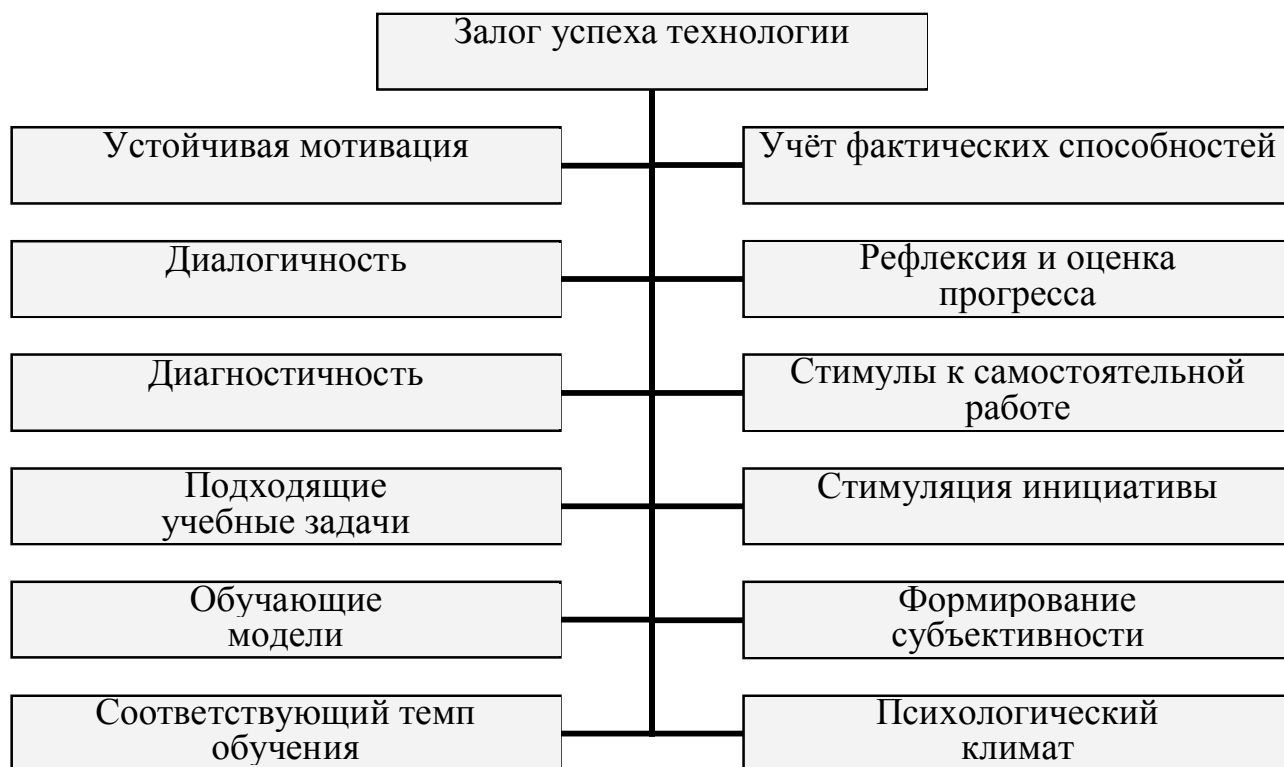 Залог успеха технологии
Устойчивая мотивация
Учёт фактических способностей
Диалогичность
Рефлексия и оценка
прогресса
Диагностичность
Стимулы к самостоятельной
работе
Подходящие
учебные задачи
Стимуляция инициативы
Обучающие
модели
Формирование
субъективности
Соответствующий темп
обучения
Психологический
климат